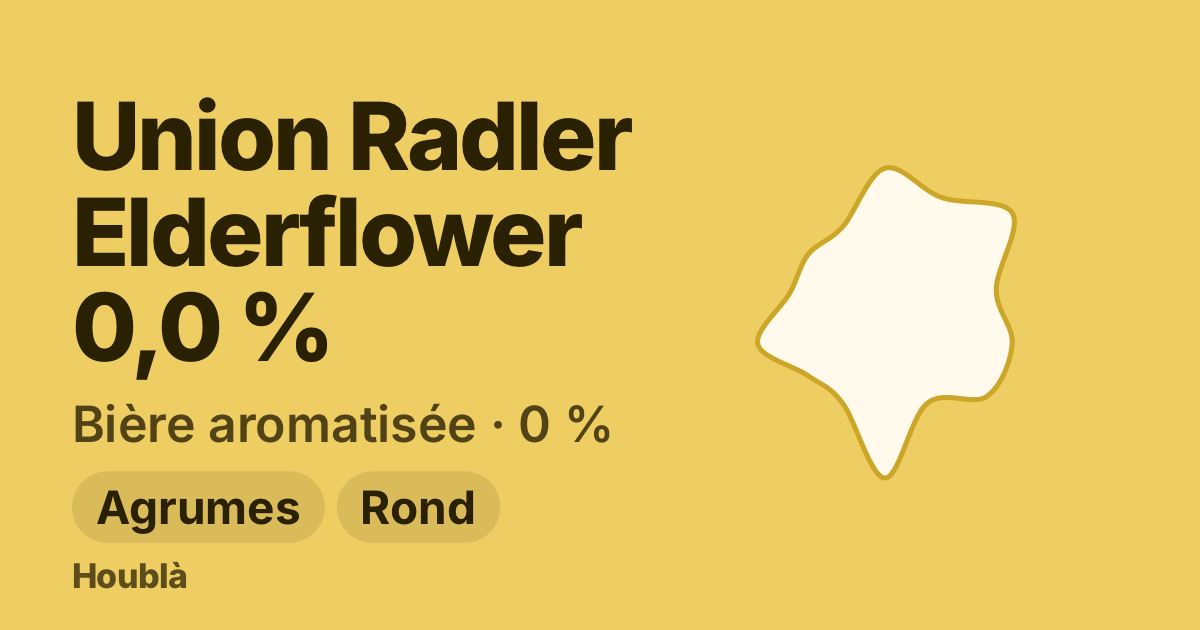 Union Radler
Elderflower
0,0 %
Bière aromatisée · 0 %
Agrumes Rond
Houblà